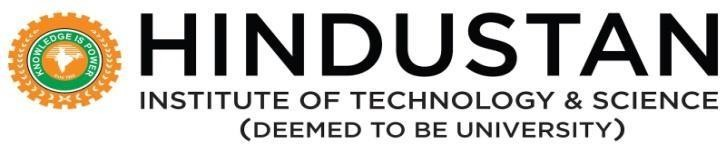 KNOWLEDGE IS POWER
HINDUSTAN
INSTITUTE OF TECHNOLOGY & SCIENCE
(DEEMED TO BE UNIVERSITY)